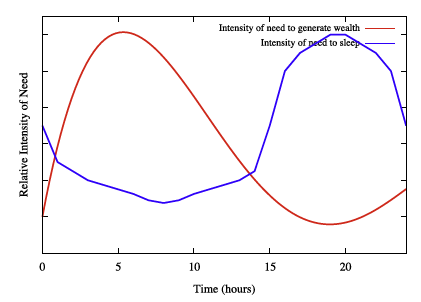 Intensity of need to generate wealth
Intensity of need to sleep
Relative Intensity of Need
0 5 10 15 20
Time (hours)